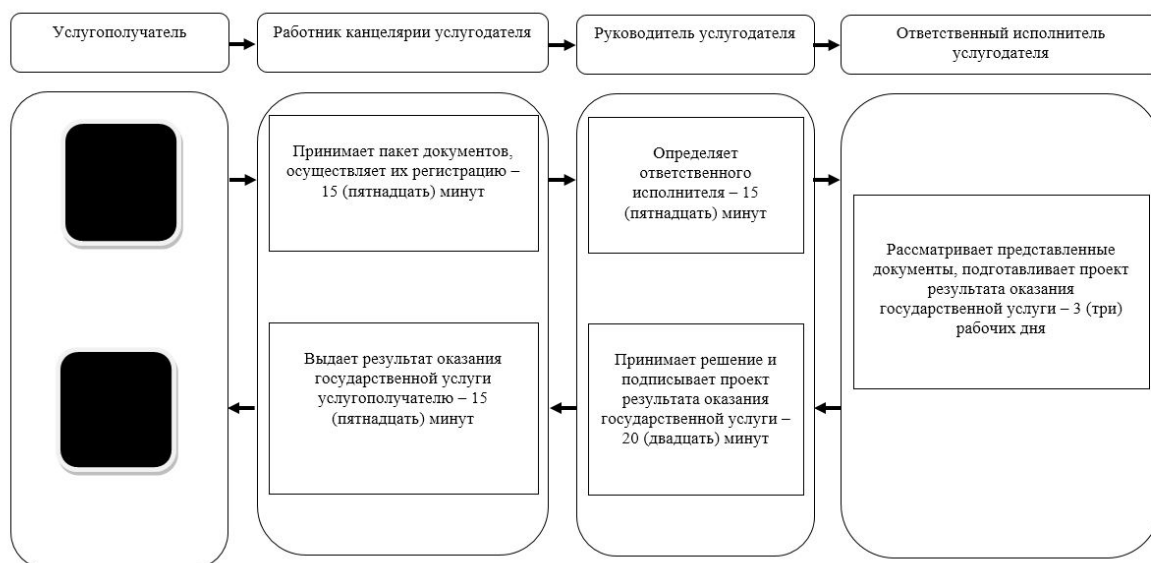 Услугополучатель
Работник канцелярии услугодателя
Руководитель услугодателя
Ответственный исполнитель
услугодателя
Принимает пакет документов,
осуществляет их регистрацию –
15 (пятнадцать) минут
Определяет
ответственного
исполнителя – 15
(пятнадцать) минут
Рассматривает представленные
документы, подготавливает проект
результата оказания
государственной услуги – 3 (три)
рабочих дня
Выдает результат оказания
государственной услуги
услугополучателю – 15
(пятнадцать) минут
Принимает решение и
подписывает проект
результата оказания
государственной услуги –
20 (двадцать) минут